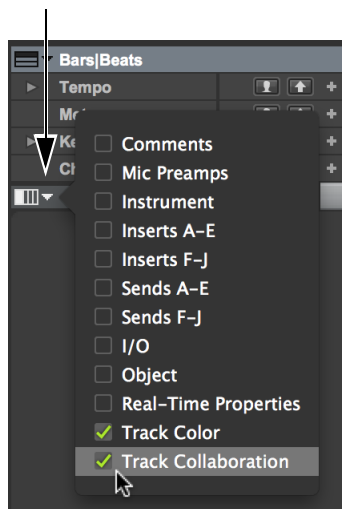 Bars|Beats
Tempo
Comments
Mic Preamps
Instrument
Inserts A–E
Inserts F–J
Sends A–E
Sends F–J
I/O
Object
Real–Time Properties
Track Color
Track Collaboration